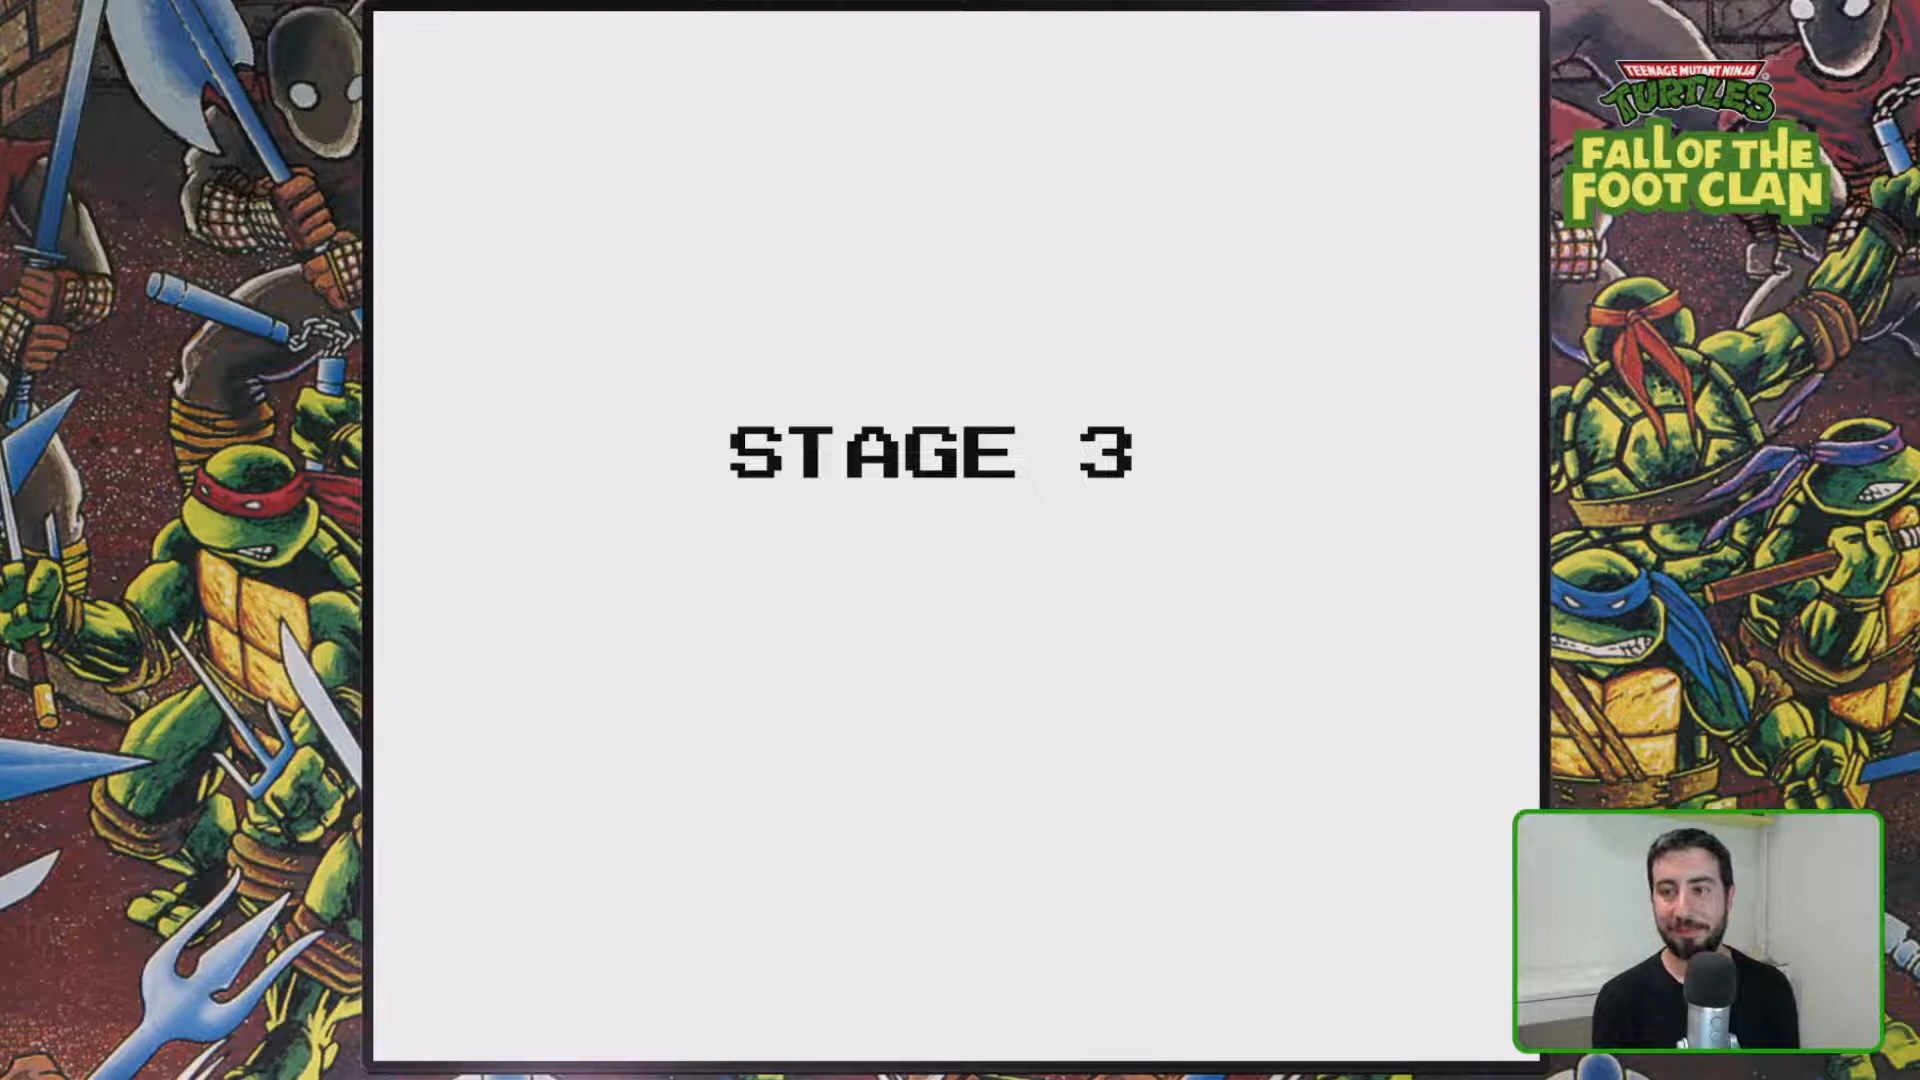 STAGE 3
TEENAGE MUTANT NINJA
TURTLES
FALL OF THE
FOOT CLAN